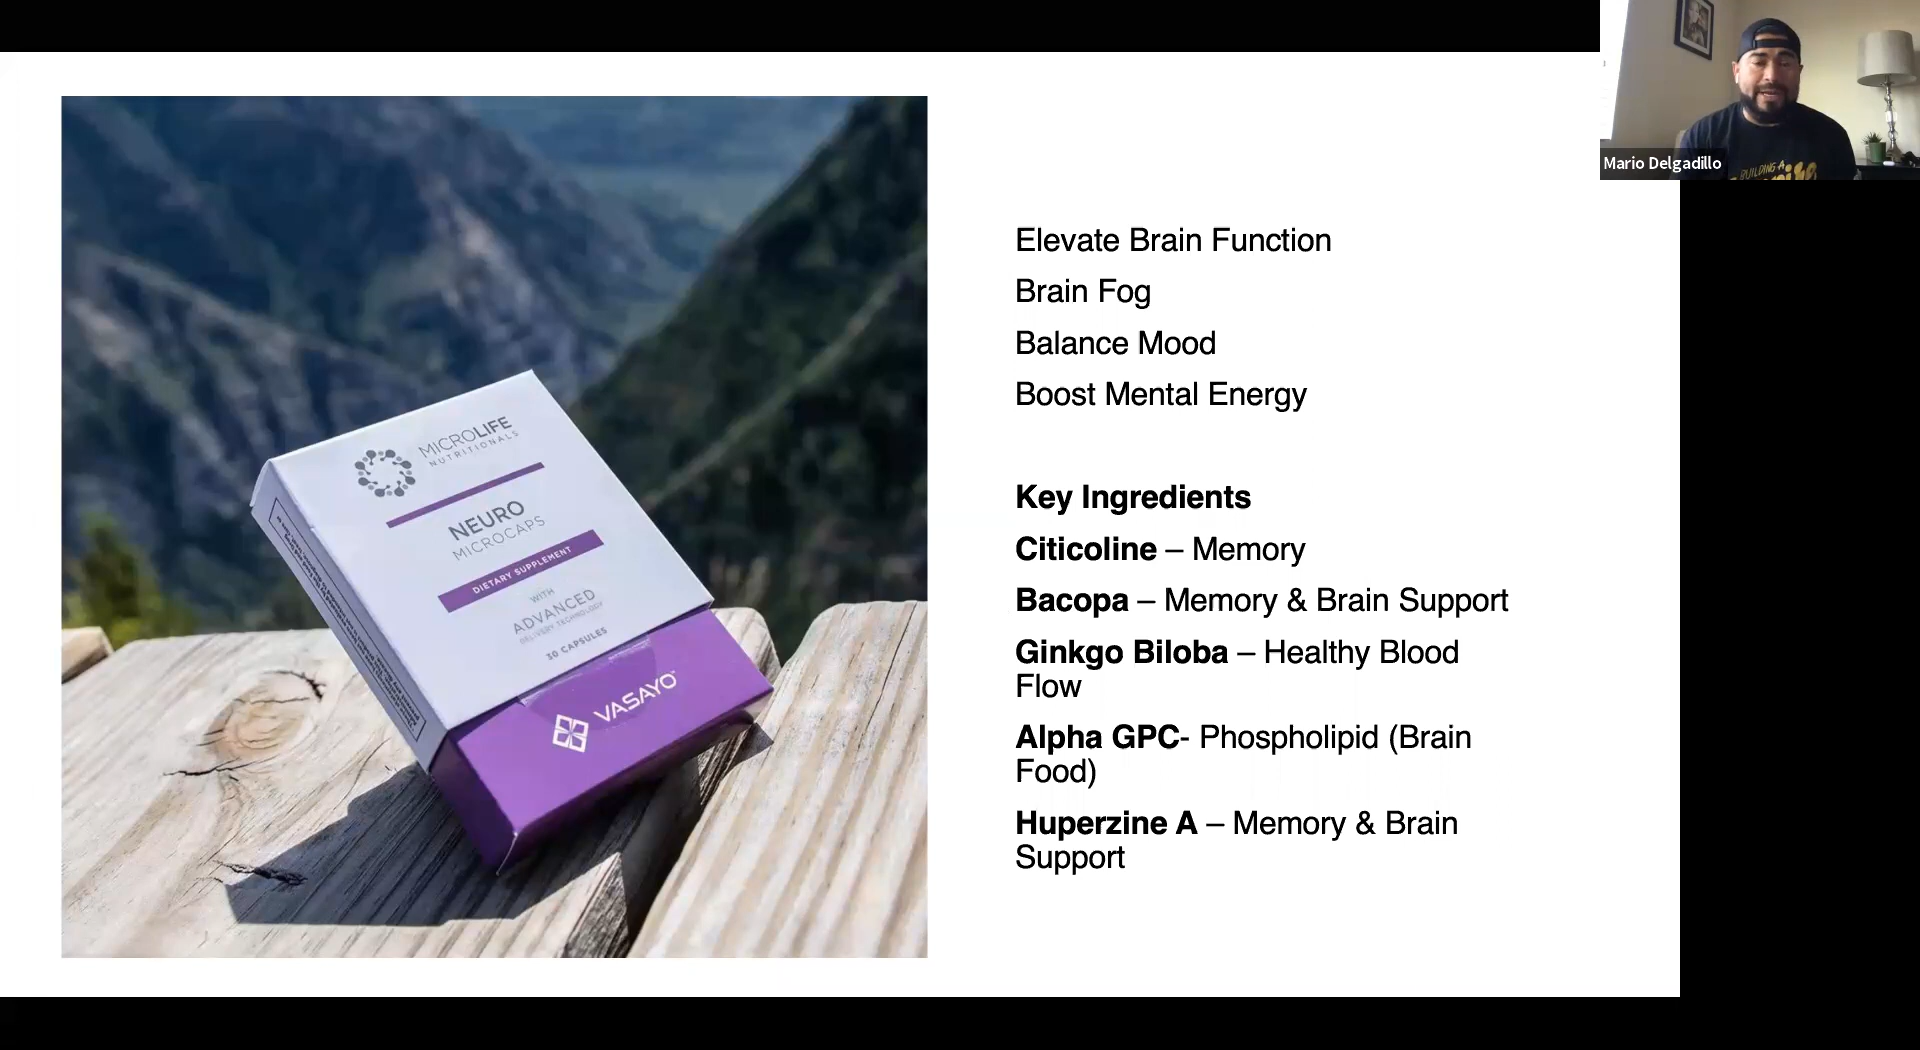 Mario Delgadillo
BUILDING A
Elevate Brain Function
Brain Fog
Balance Mood
Boost Mental Energy
Key Ingredients
Citicoline – Memory
Bacopa – Memory & Brain Support
Ginkgo Biloba – Healthy Blood
Flow
Alpha GPC- Phospholipid (Brain
Food)
Huperzine A – Memory & Brain
Support
MICROLIFE
NUTRITIONALS
NEURO
MICROCAPS
DIETARY SUPPLEMENT
WITH
ADVANCED
DELIVERY TECHNOLOGY
30 CAPSULES
VASAYO